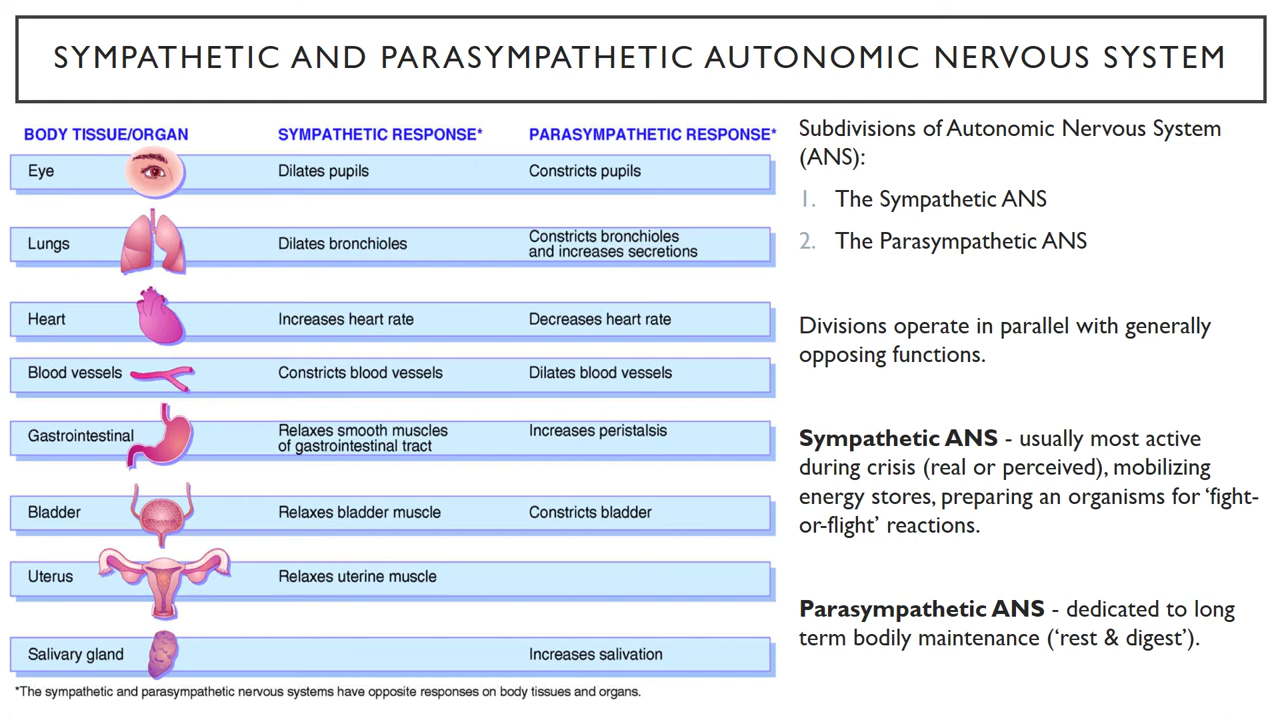 SYMPATHETIC AND PARASYMPATHETIC AUTONOMIC NERVOUS SYSTEM
BODY TISSUE/ORGAN SYMPATHETIC RESPONSE* PARASYMPATHETIC RESPONSE*
Eye Dilates pupils Constricts pupils
Lungs Dilates bronchioles Constricts bronchioles
and increases secretions
Heart Increases heart rate Decreases heart rate
Blood vessels Constricts blood vessels Dilates blood vessels
Gastrointestinal Relaxes smooth muscles Increases peristalsis
of gastrointestinal tract
Bladder Relaxes bladder muscle Constricts bladder
Uterus Relaxes uterine muscle
Salivary gland Increases salivation
*The sympathetic and parasympathetic nervous systems have opposite responses on body tissues and organs.
Subdivisions of Autonomic Nervous System
(ANS):
1. The Sympathetic ANS
2. The Parasympathetic ANS
Divisions operate in parallel with generally
opposing functions.
Sympathetic ANS - usually most active
during crisis (real or perceived), mobilizing
energy stores, preparing an organisms for ‘fight-
or-flight’ reactions.
Parasympathetic ANS - dedicated to long
term bodily maintenance (‘rest & digest’).